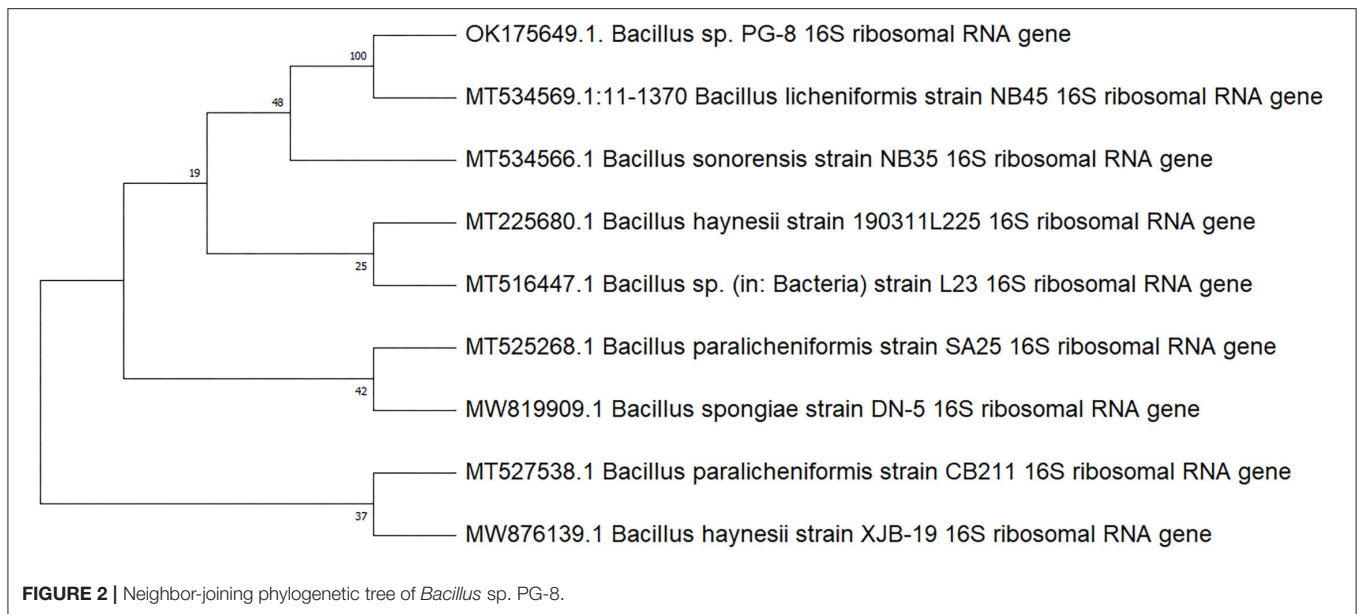 OK175649.1. Bacillus sp. PG-8 16S ribosomal RNA gene
100
MT534569.1:11-1370 Bacillus licheniformis strain NB45 16S ribosomal RNA gene
48
MT534566.1 Bacillus sonorensis strain NB35 16S ribosomal RNA gene
19
MT225680.1 Bacillus haynesii strain 190311L225 16S ribosomal RNA gene
25
MT516447.1 Bacillus sp. (in: Bacteria) strain L23 16S ribosomal RNA gene
MT525268.1 Bacillus paralicheniformis strain SA25 16S ribosomal RNA gene
42
MW819909.1 Bacillus spongiae strain DN-5 16S ribosomal RNA gene
MT527538.1 Bacillus paralicheniformis strain CB211 16S ribosomal RNA gene
37
MW876139.1 Bacillus haynesii strain XJB-19 16S ribosomal RNA gene
FIGURE 2 | Neighbor-joining phylogenetic tree of Bacillus sp. PG-8.